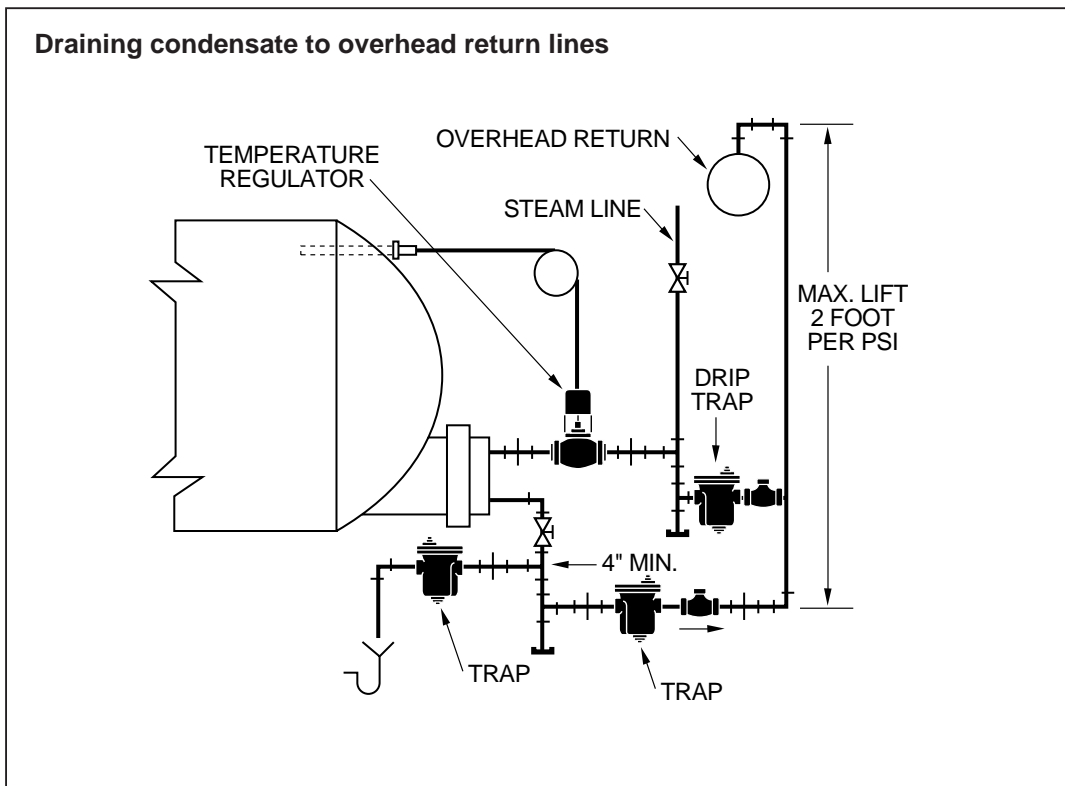 Draining condensate to overhead return lines
OVERHEAD RETURN
TEMPERATURE
REGULATOR
STEAM LINE
MAX. LIFT
2 FOOT
PER PSI
DRIP
TRAP
4" MIN.
TRAP
TRAP